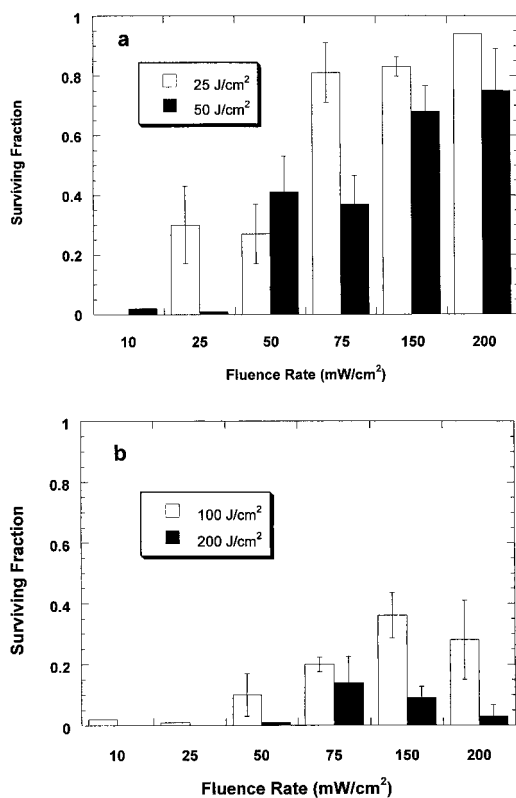 a
25 J/cm²
50 J/cm²
Surviving Fraction
1
0.8
0.6
0.4
0.2
0
10 25 50 75 150 200
Fluence Rate (mW/cm²)
b
100 J/cm²
200 J/cm²
Surviving Fraction
1
0.8
0.6
0.4
0.2
0
10 25 50 75 150 200
Fluence Rate (mW/cm²)